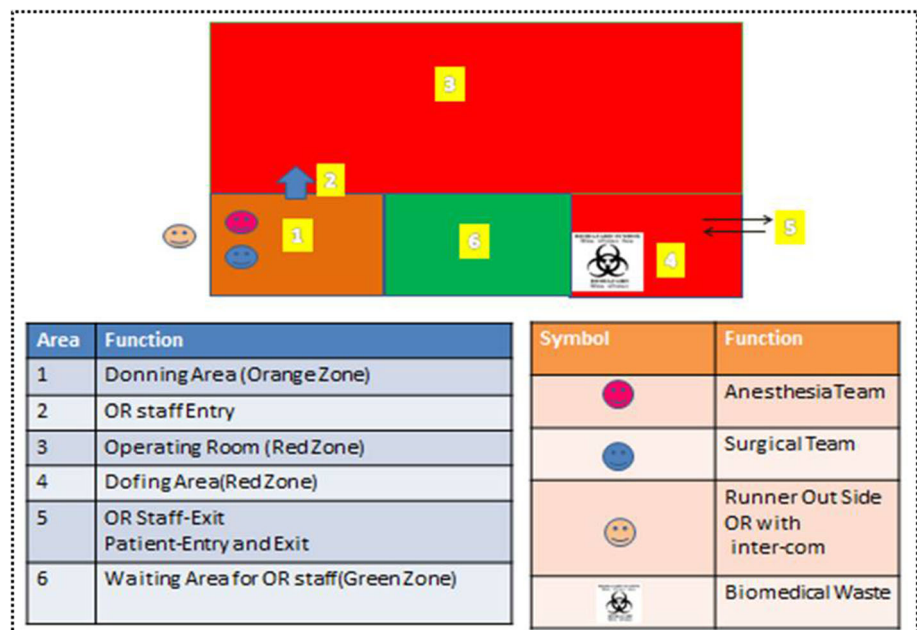 3
2
1
6
4
5
Area Function
1 Donning Area (Orange Zone)
2 OR staff Entry
3 Operating Room (Red Zone)
4 Dofing Area(Red Zone)
5 OR Staff-Exit
Patient-Entry and Exit
6 Waiting Area for OR staff(Green Zone)
Symbol Function
Anesthesia Team
Surgical Team
Runner Out Side
OR with
inter-com
Biomedical Waste